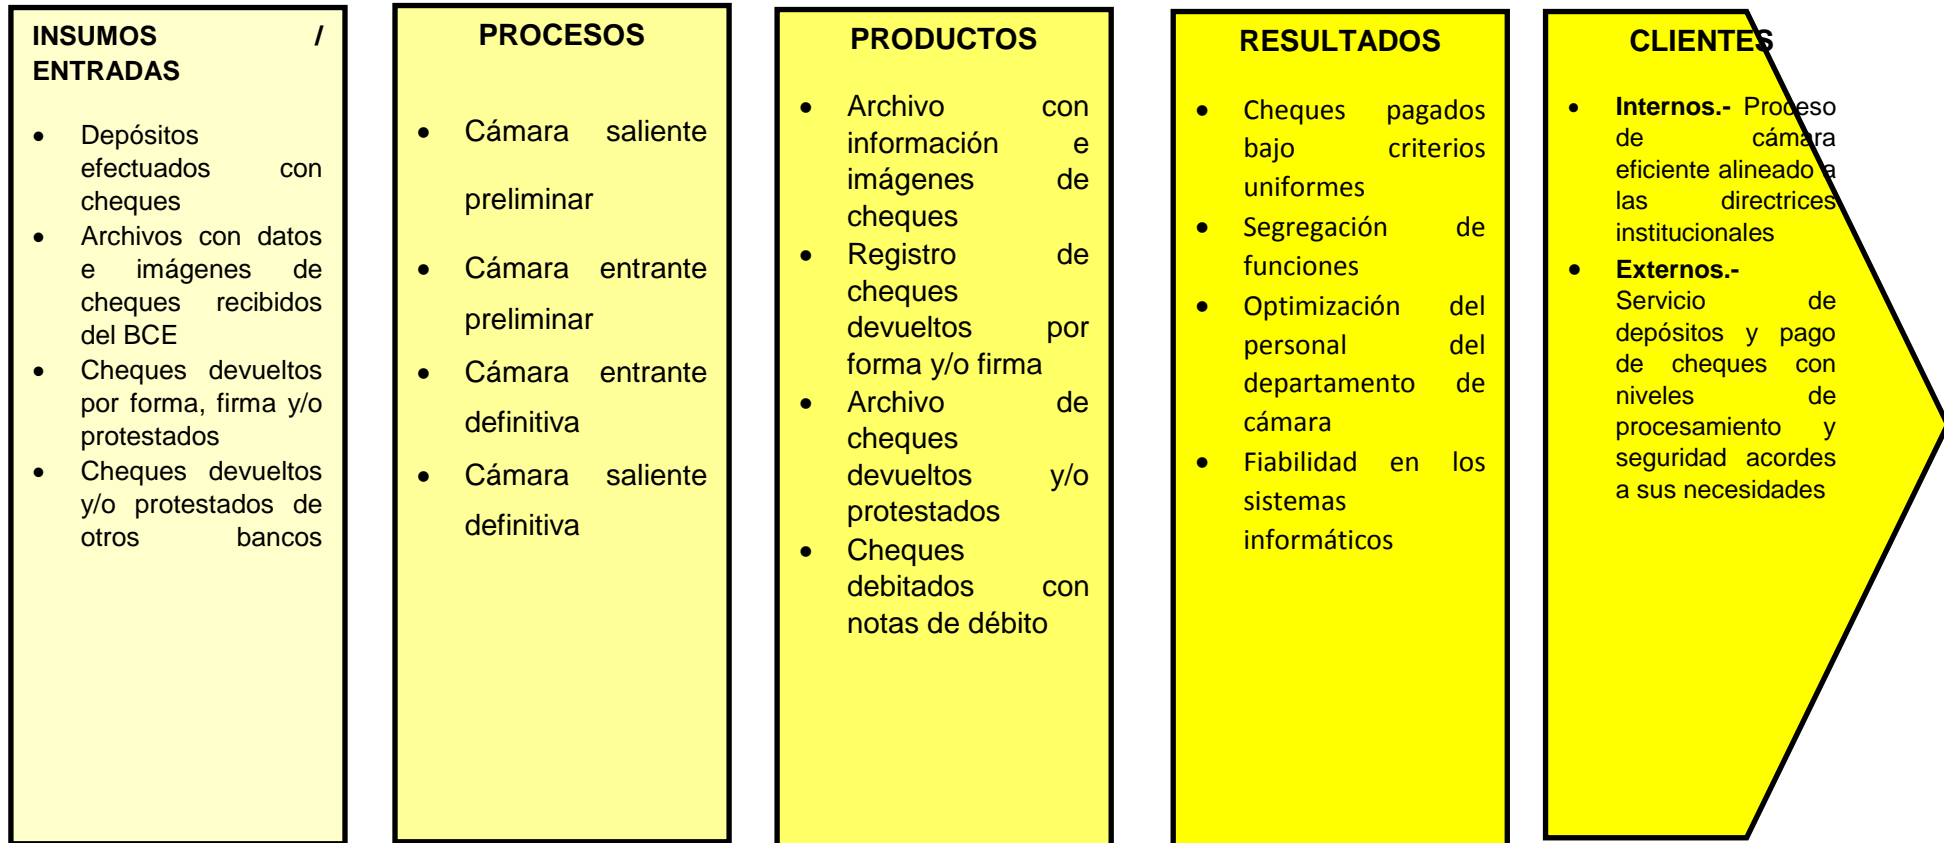 INSUMOS /
ENTRADAS
• Depósitos
efectuados con
cheques
• Archivos con datos
e imágenes de
cheques recibidos
del BCE
• Cheques devueltos
por forma, firma y/o
protestados
• Cheques devueltos
y/o protestados de
otros bancos
PROCESOS
• Cámara saliente
preliminar
• Cámara entrante
preliminar
• Cámara entrante
definitiva
• Cámara saliente
definitiva
PRODUCTOS
• Archivo con
información e
imágenes de
cheques
• Registro de
cheques
devueltos por
forma y/o firma
• Archivo de
cheques
devueltos y/o
protestados
• Cheques
debitados con
notas de débito
RESULTADOS
• Cheques pagados
bajo criterios
uniformes
• Segregación de
funciones
• Optimización del
personal del
departamento de
cámara
• Fiabilidad en los
sistemas
informáticos
CLIENTES
• Internos.- Proceso
de cámara
eficiente alineado a
las directrices
institucionales
• Externos.-
Servicio de
depósitos y pago
de cheques con
niveles de
procesamiento y
seguridad acordes
a sus necesidades